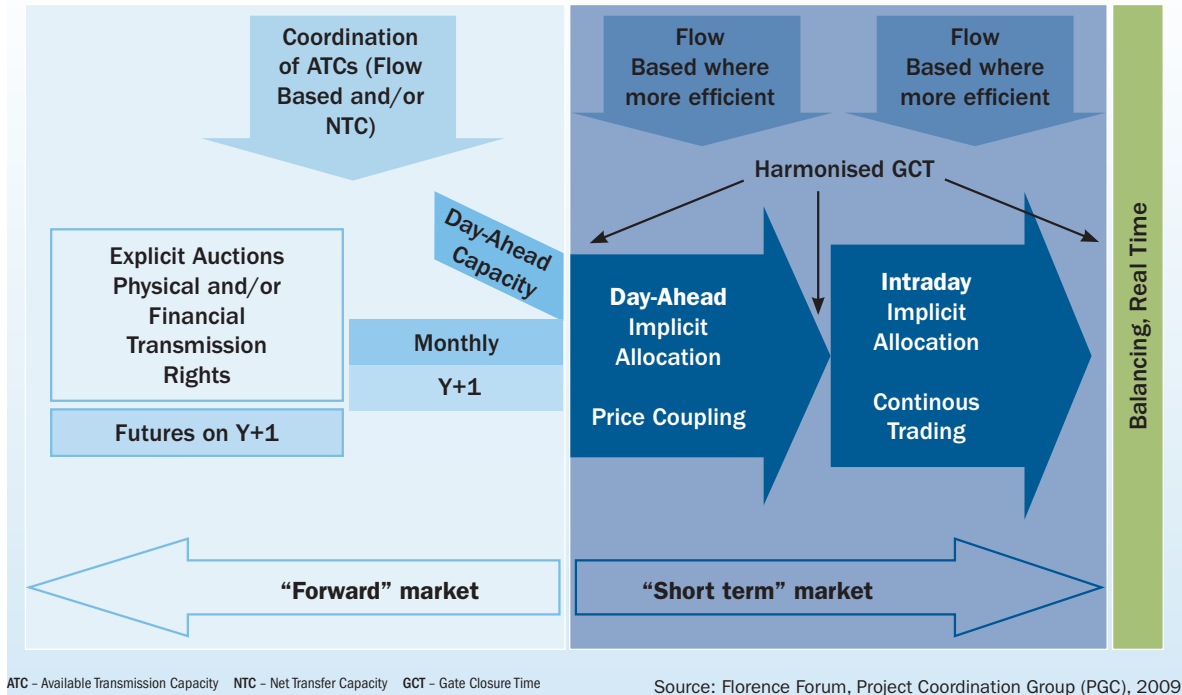 Coordination
of ATCs (Flow
Based and/or
NTC)
Flow
Based where
more efficient
Flow
Based where
more efficient
Harmonised GCT
Day-Ahead
Capacity
Explicit Auctions
Physical and/or
Financial
Transmission
Rights
Futures on Y+1
Monthly
Y+1
Day-Ahead
Implicit
Allocation
Price Coupling
Intraday
Implicit
Allocation
Continous
Trading
Balancing, Real Time
“Forward” market
“Short term” market
ATC – Available Transmission Capacity NTC – Net Transfer Capacity GCT – Gate Closure Time
Source: Florence Forum, Project Coordination Group (PGC), 2009